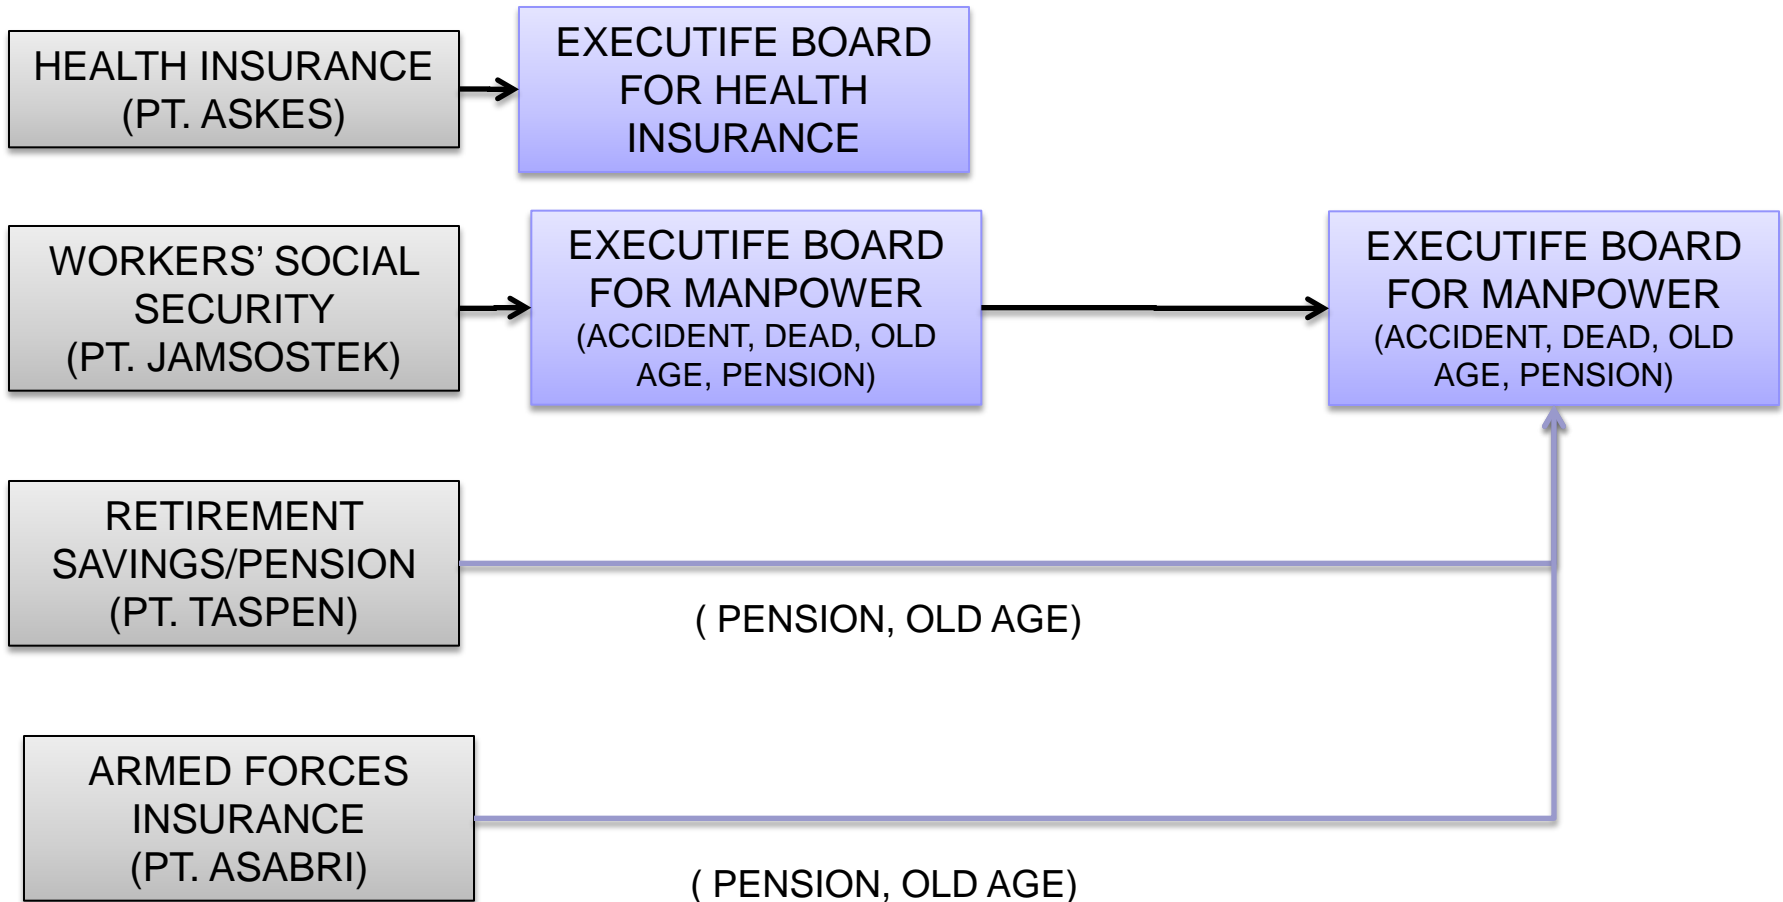 HEALTH INSURANCE
(PT. ASKES)
EXECUTIFE BOARD
FOR HEALTH
INSURANCE
WORKERS’ SOCIAL
SECURITY
(PT. JAMSOSTEK)
EXECUTIFE BOARD
FOR MANPOWER
(ACCIDENT, DEAD, OLD
AGE, PENSION)
EXECUTIFE BOARD
FOR MANPOWER
(ACCIDENT, DEAD, OLD
AGE, PENSION)
RETIREMENT
SAVINGS/PENSION
(PT. TASPEN)
( PENSION, OLD AGE)
ARMED FORCES
INSURANCE
(PT. ASABRI)
( PENSION, OLD AGE)